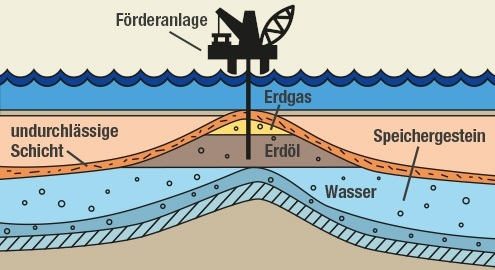 Förderanlage
Erdgas
undurchlässige
Schicht
Speichergestein
Erdöl
Wasser